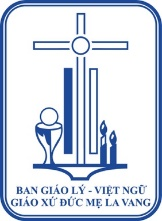 BAN GIÁO LÝ - VIỆT NGỮ
GIÁO XỨ ĐỨC MẸ LA VANG